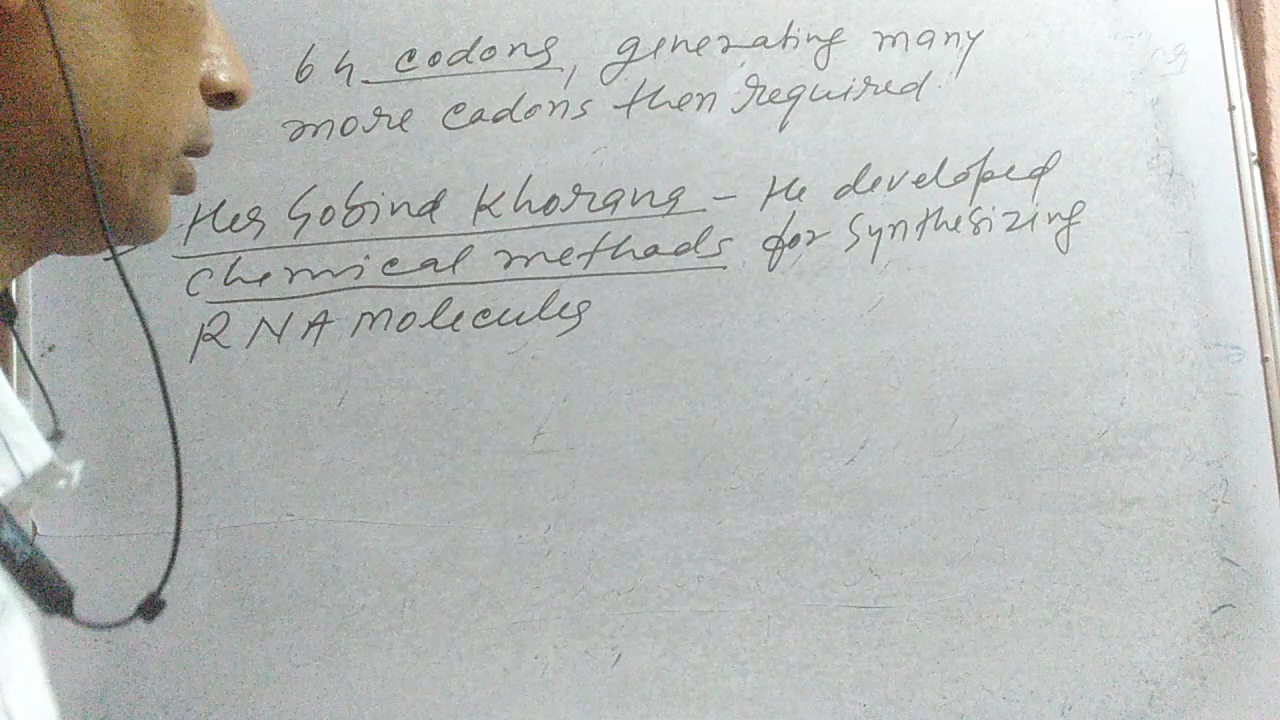 64 codons, generating many
more cadons then required.
Her Gobind Khorana - He developed
chemical methods for Synthesizing
RNA molecules